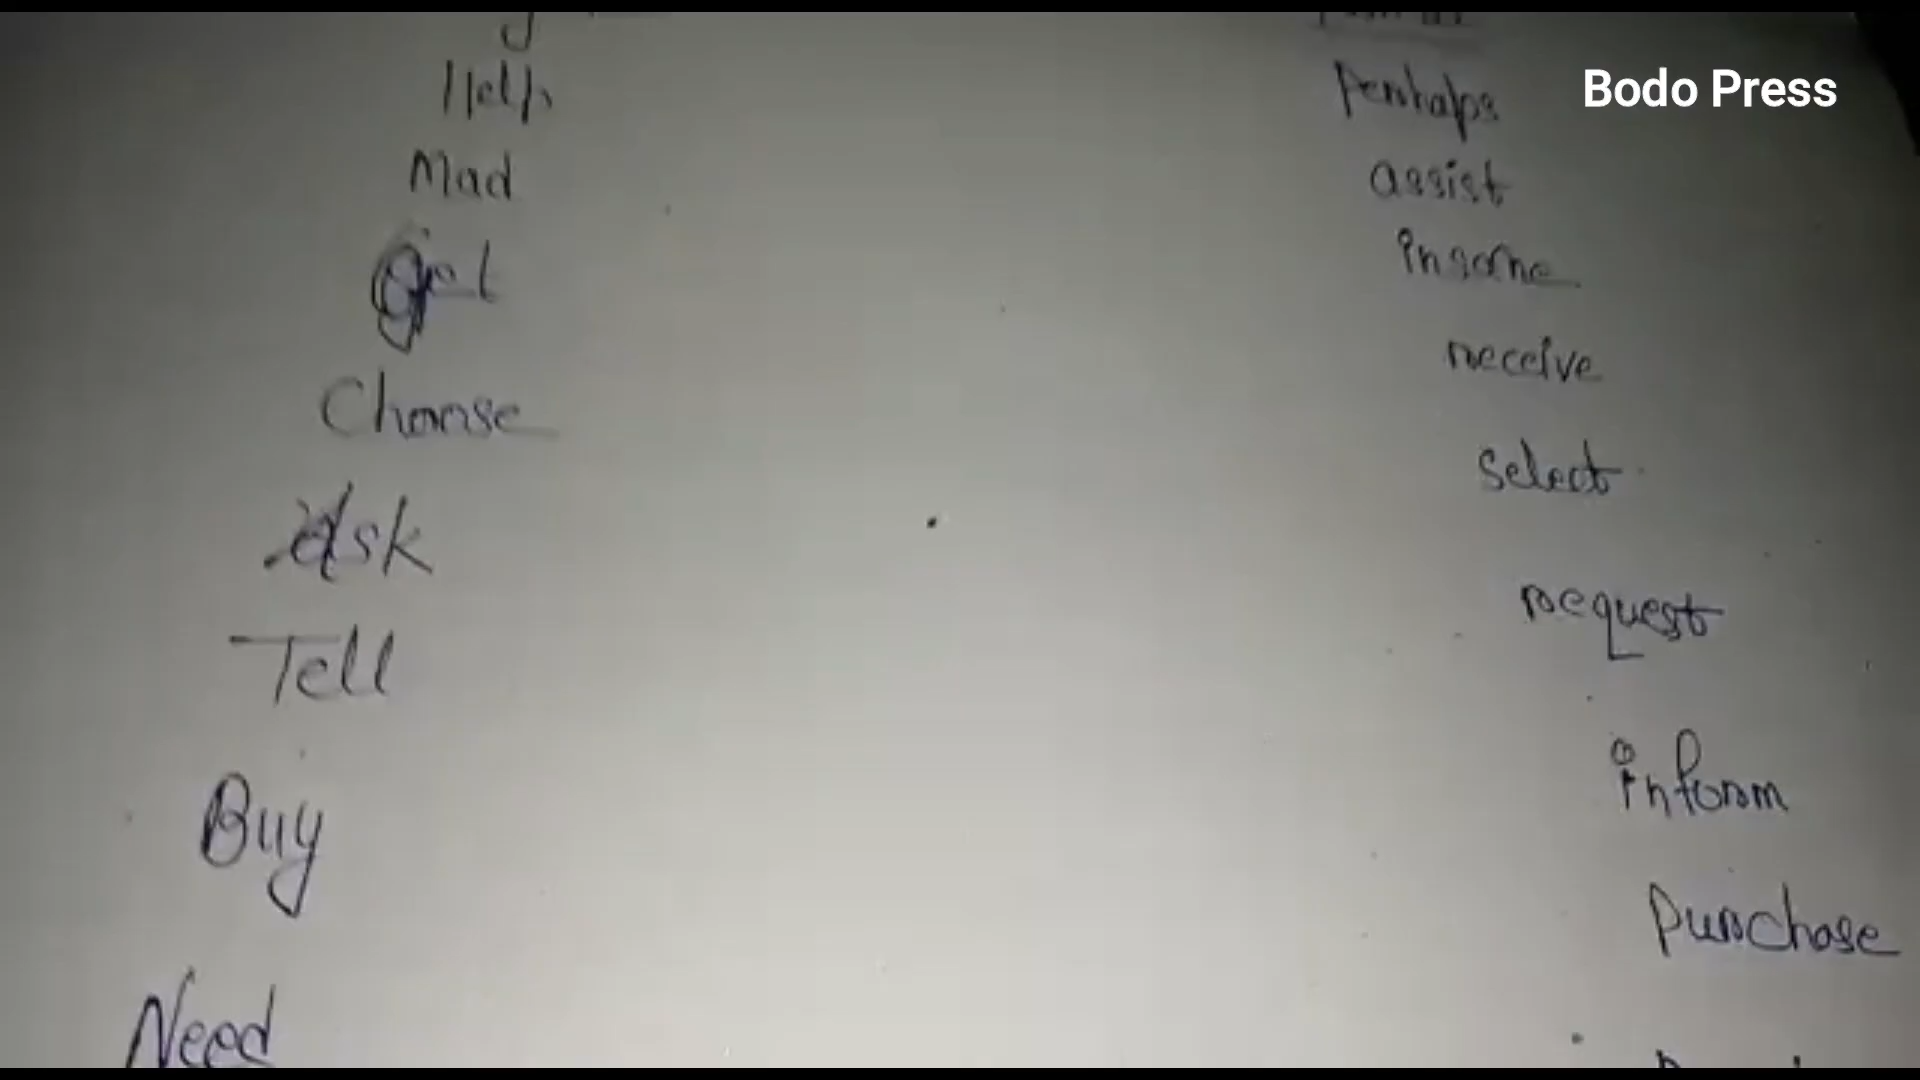 Help
Perhaps
Bodo Press
Mad
assist
Get
insane
receive
Choose
select
Ask
request
Tell
inform
Buy
Purchase
Need